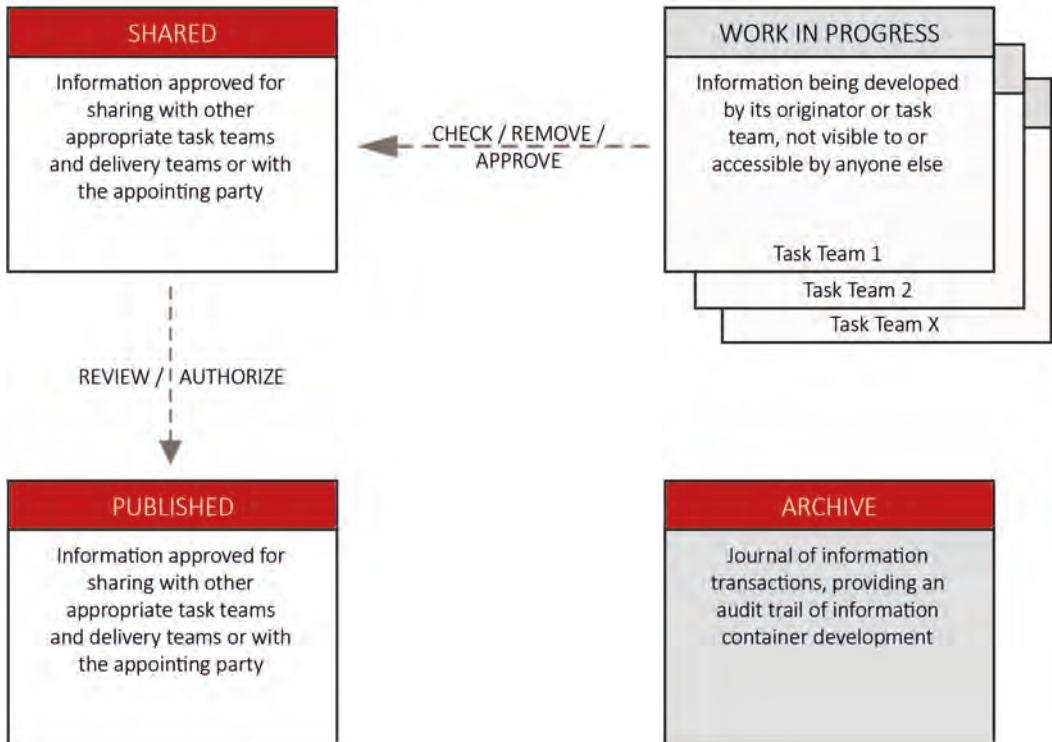 SHARED
Information approved for
sharing with other
appropriate task teams
and delivery teams or with
the appointing party
CHECK / REMOVE /
APPROVE
WORK IN PROGRESS
Information being developed
by its originator or task
team, not visible to or
accessible by anyone else
Task Team 1
Task Team 2
Task Team X
REVIEW / AUTHORIZE
PUBLISHED
Information approved for
sharing with other
appropriate task teams
and delivery teams or with
the appointing party
ARCHIVE
Journal of information
transactions, providing an
audit trail of information
container development